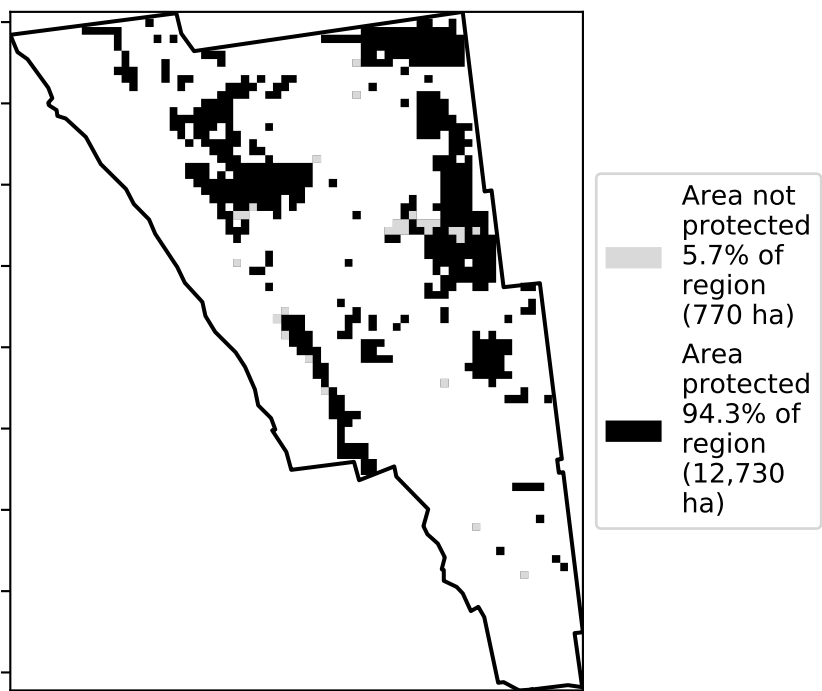 Area not
protected
5.7% of
region
(770 ha)
Area
protected
94.3% of
region
(12,730
ha)